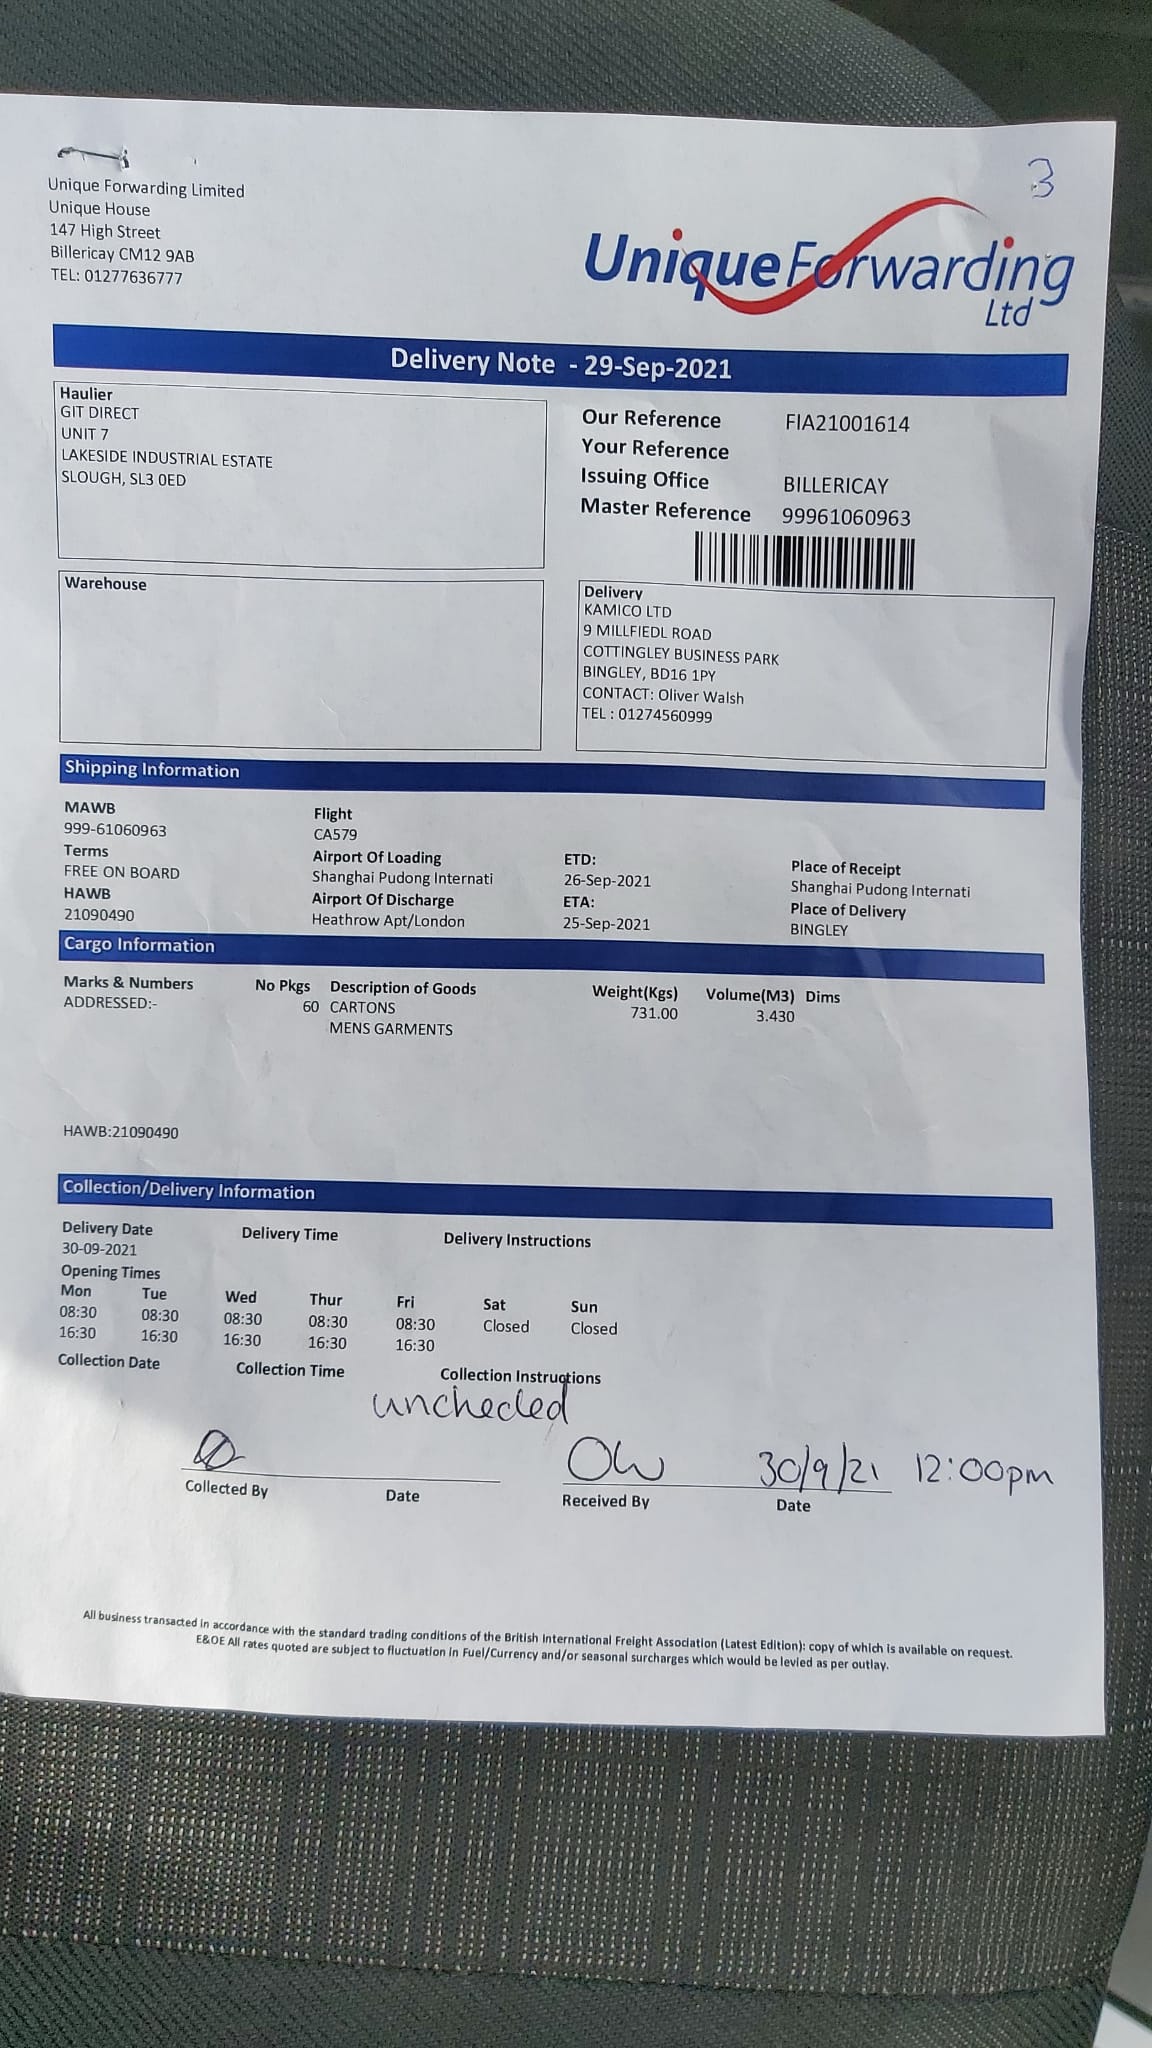 3
Unique Forwarding Limited
Unique House
147 High Street
Billericay CM12 9AB
TEL: 01277636777
UniqueForwarding
Ltd
Delivery Note - 29-Sep-2021
Haulier
GIT DIRECT
UNIT 7
LAKESIDE INDUSTRIAL ESTATE
SLOUGH, SL3 0ED
Our Reference FIA21001614
Your Reference
Issuing Office BILLERICAY
Master Reference 99961060963
Warehouse
Delivery
KAMICO LTD
9 MILLFIEDL ROAD
COTTINGLEY BUSINESS PARK
BINGLEY, BD16 1PY
CONTACT: Oliver Walsh
TEL : 01274560999
Shipping Information
MAWB Flight
999-61060963 CA579
Terms Airport Of Loading ETD: Place of Receipt
FREE ON BOARD Shanghai Pudong Internati 26-Sep-2021 Shanghai Pudong Internati
HAWB Airport Of Discharge ETA: Place of Delivery
21090490 Heathrow Apt/London 25-Sep-2021 BINGLEY
Cargo Information
Marks & Numbers No Pkgs Description of Goods Weight(Kgs) Volume(M3) Dims
ADDRESSED:- 60 CARTONS 731.00 3.430
MENS GARMENTS
HAWB:21090490
Collection/Delivery Information
Delivery Date Delivery Time Delivery Instructions
30-09-2021
Opening Times
Mon Tue Wed Thur Fri Sat Sun
08:30 08:30 08:30 08:30 08:30 Closed Closed
16:30 16:30 16:30 16:30 16:30
Collection Date Collection Time Collection Instructions
unchecked
OW 30/9/21 12:00pm
Collected By Date Received By Date
All business transacted in accordance with the standard trading conditions of the British International Freight Association (Latest Edition): copy of which is available on request.
E&OE All rates quoted are subject to fluctuation in Fuel/Currency and/or seasonal surcharges which would be levied as per outlay.